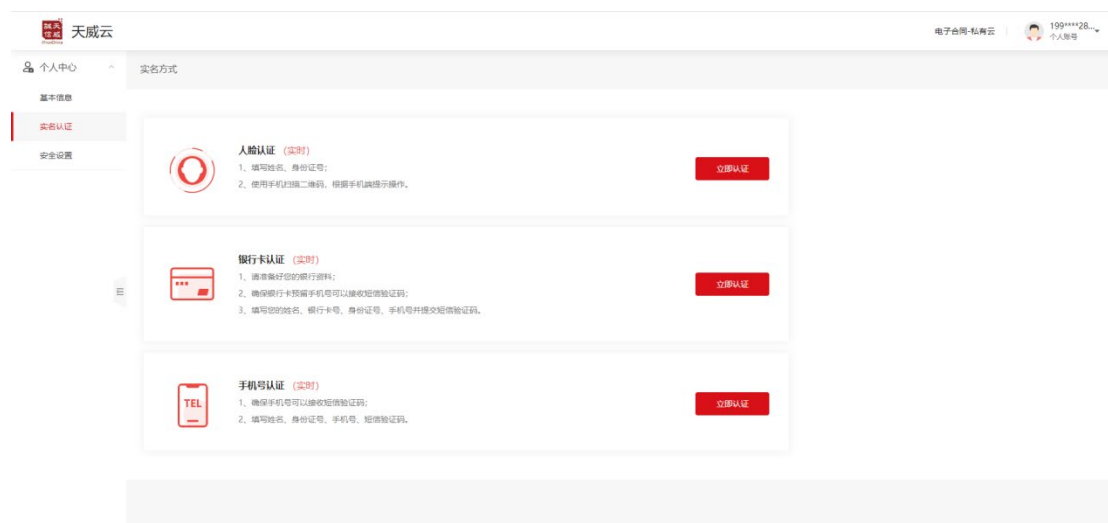 天威云
电子合同-私有云
199****28...
个人账号
个人中心
实名方式
基本信息
实名认证
安全设置
人脸认证 (实时)
1、填写姓名、身份证号;
2、使用手机扫描二维码，根据手机端提示操作。
立即认证
银行卡认证 (实时)
1、请准备好您的银行资料;
2、确保银行卡预留手机号可以接收短信验证码;
3、填写您的姓名、银行卡号、身份证号、手机号并提交短信验证码。
立即认证
手机号认证 (实时)
TEL
1、确保手机号可以接收短信验证码;
2、填写姓名、身份证号、手机号、短信验证码。
立即认证